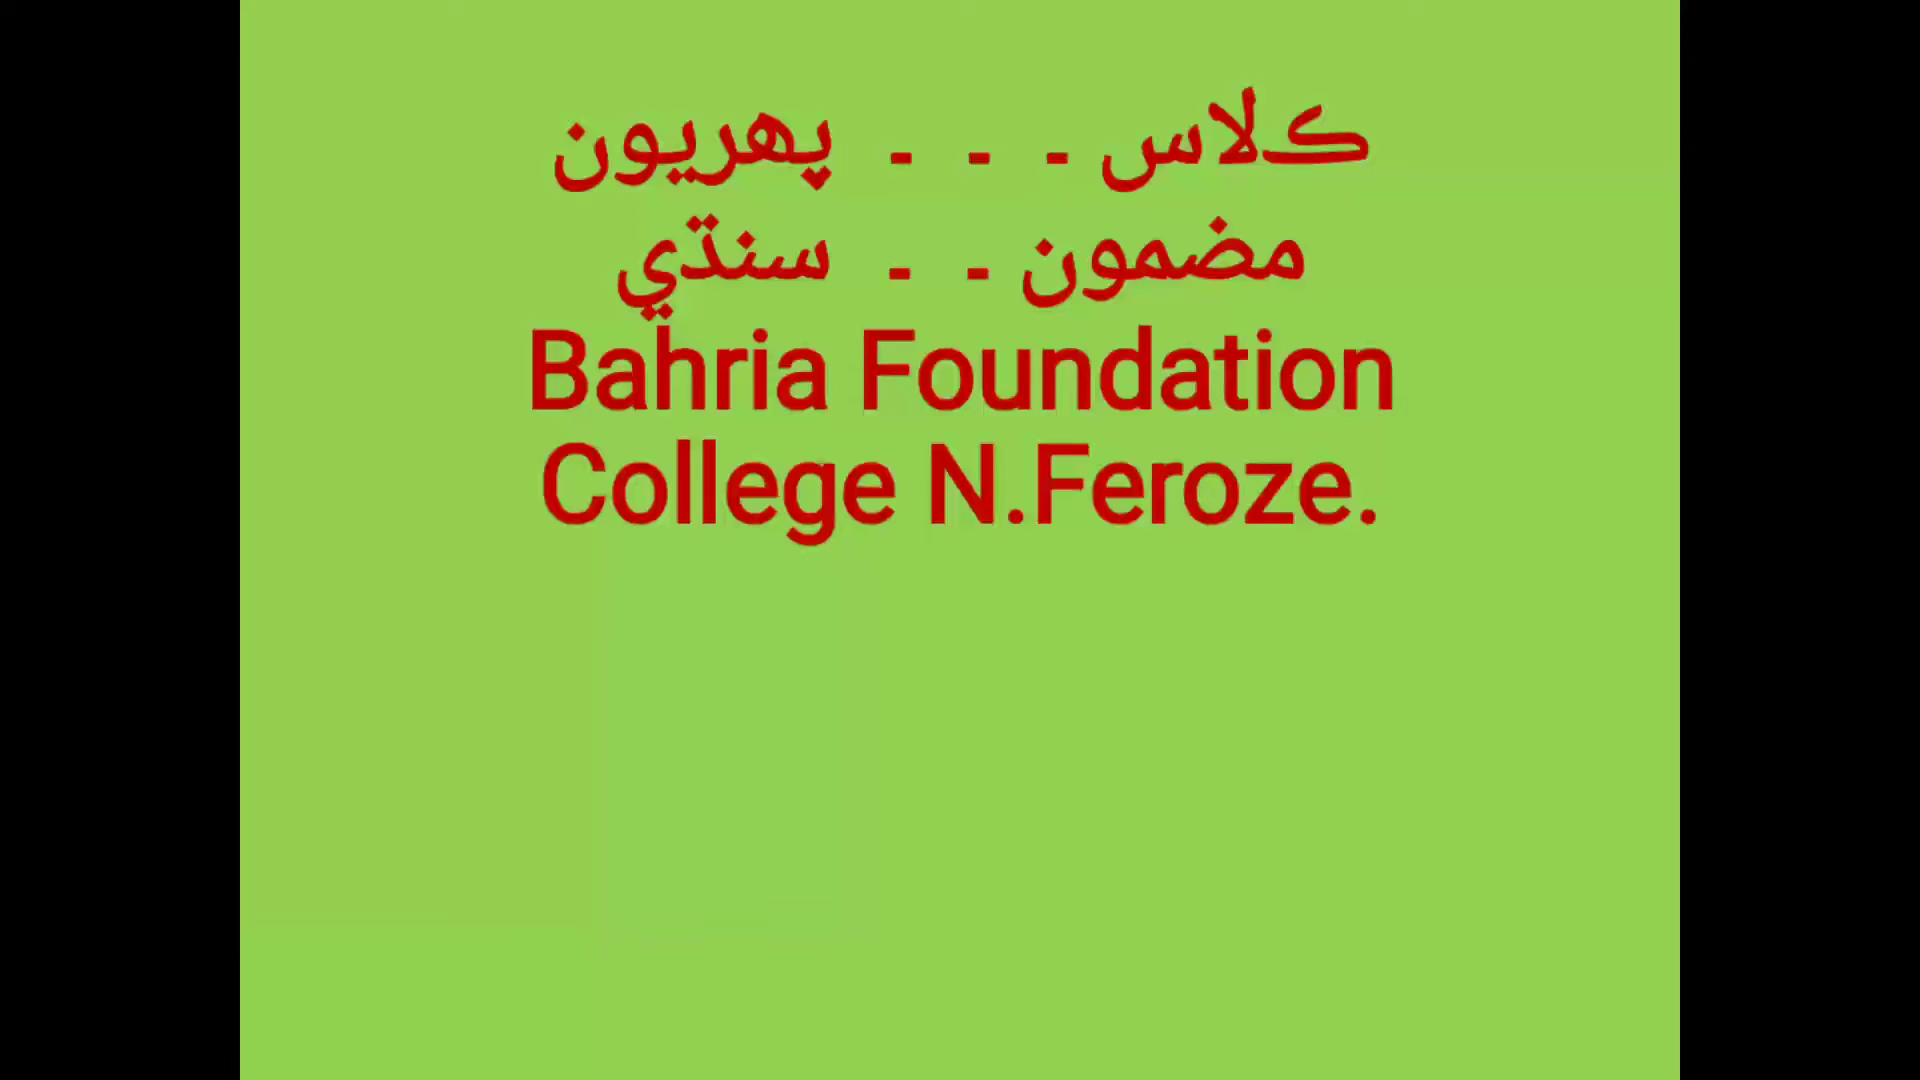 ڪلاس۔ ۔ ۔ پهريون
مضمون۔ ۔ سنڌي
Bahria Foundation
College N.Feroze.